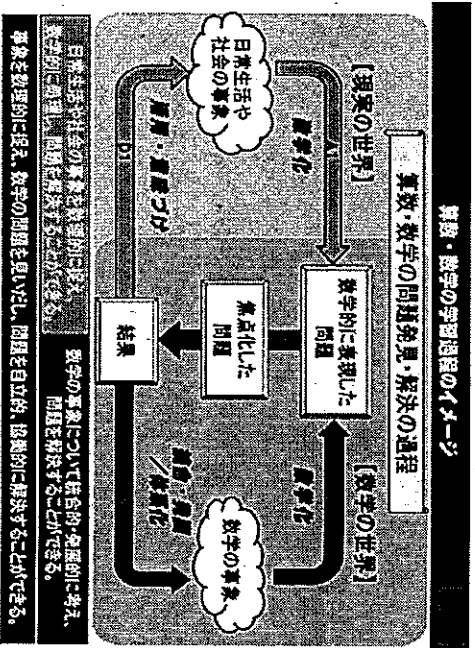 算数・数学の学習過程のイメージ
算数・数学の問題発見・解決の過程
【現実の世界】
【数学の世界】
日常生活や
社会の事象
数学化
A1
数学的に表現した
問題
数学化
数学の事象
焦点化した
問題
活用・意味づけ
D1
結果
統合・発展
/体系化
日常生活や社会の事象を数理的に捉え、
数学的に処理し、問題を解決することができる。
数学の事象について統合的・発展的に考え、
問題を解決することができる。
事象を数理的に捉え、数学の問題を見いだし、問題を自立的、協働的に解決することができる。